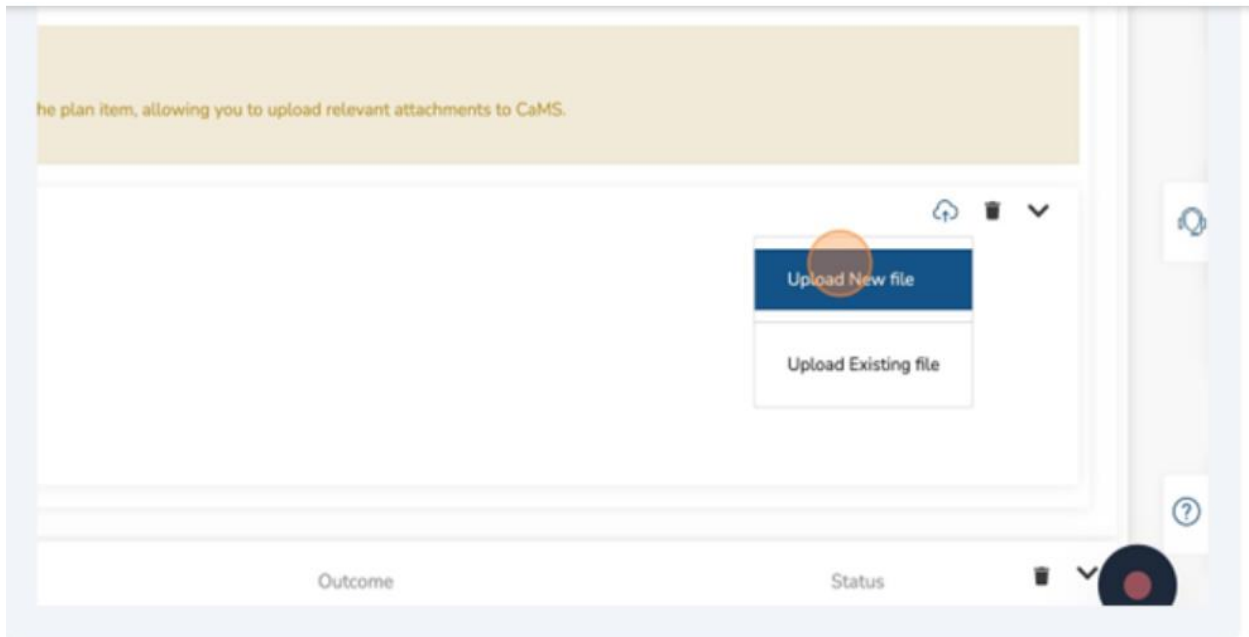 he plan item, allowing you to upload relevant attachments to CaMS.
Upload New file
Upload Existing file
Outcome Status